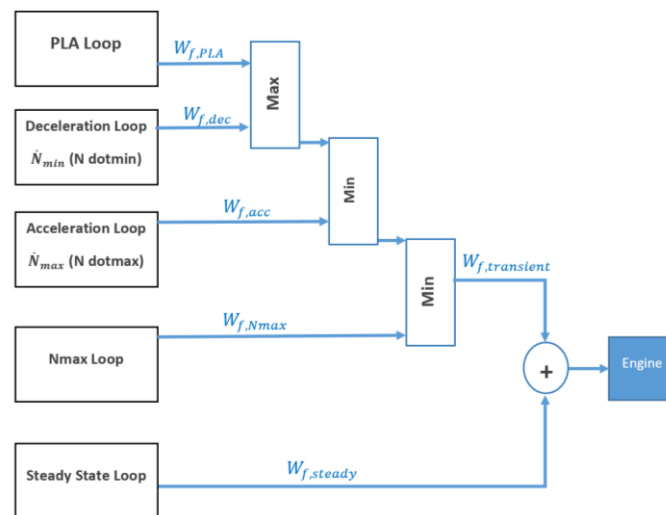 PLA Loop
W_{f,PLA}
Max
Deceleration Loop
Ṅ_{min} (N dotmin)
W_{f,dec}
Min
Acceleration Loop
Ṅ_{max} (N dotmax)
W_{f,acc}
Min
W_{f,transient}
Nmax Loop
W_{f,Nmax}
+
Engine
Steady State Loop
W_{f,steady}